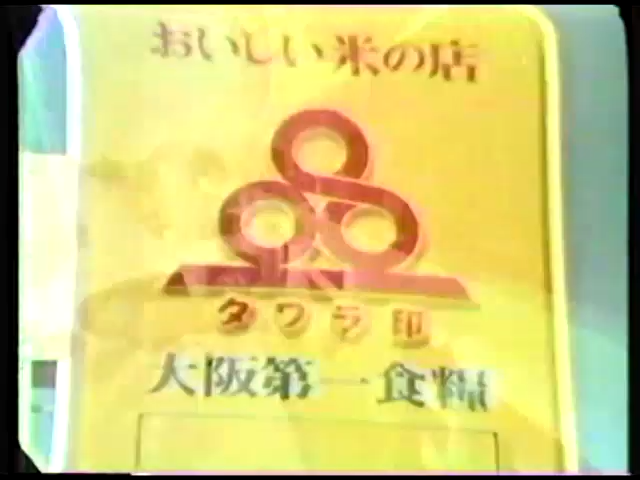 おいしい米の店
タワラ印
大阪第一食糧